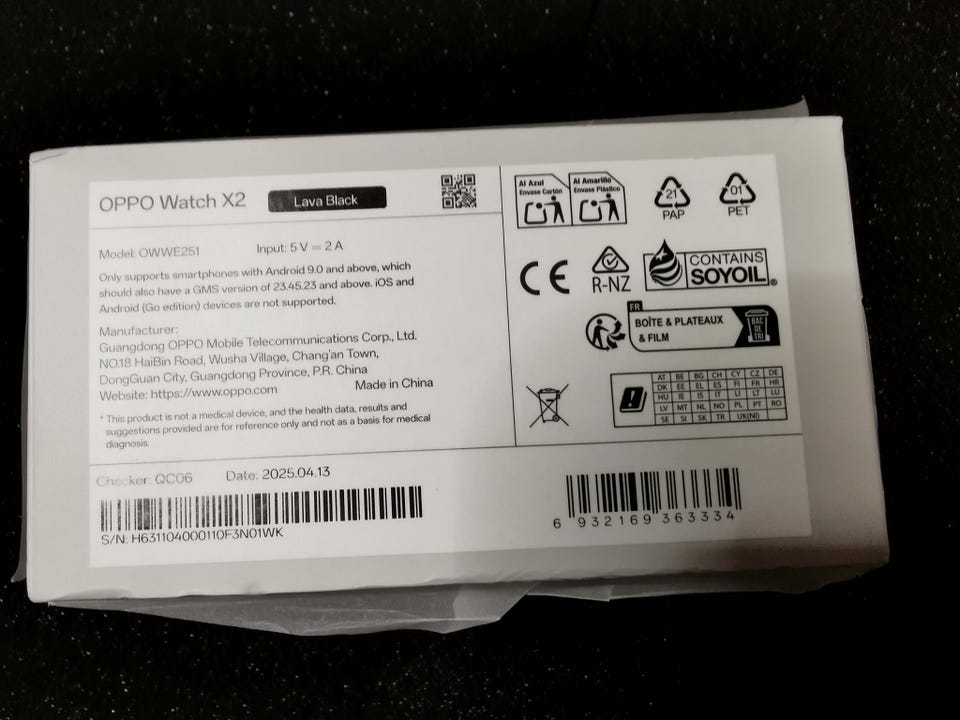 OPPO Watch X2 Lava Black
Model: OWWE251 Input: 5 V ⎓ 2 A
Only supports smartphones with Android 9.0 and above, which
should also have a GMS version of 23.45.23 and above. iOS and
Android (Go edition) devices are not supported.
Manufacturer:
Guangdong OPPO Mobile Telecommunications Corp., Ltd.
NO.18 HaiBin Road, Wusha Village, Chang'an Town,
DongGuan City, Guangdong Province, P.R. China
Website: https://www.oppo.com Made in China
* This product is not a medical device, and the health data, results and
suggestions provided are for reference only and not as a basis for medical
diagnosis.
Al Azul
Envase Cartón
Al Amarillo
Envase Plástico
21
PAP
01
PET
CE
R-NZ
CONTAINS
SOYOIL®
FR
BOÎTE & PLATEAUX
& FILM
BAC
DE
TRI
AT BE BG CH CY CZ DE
DK EE EL ES FI FR HR
HU IE IS IT LI LT LU
LV MT NL NO PL PT RO
SE SI SK TR UK(NI)
Checker: QC06 Date: 2025.04.13
S/N: H631104000110F3N01WK
6 932169 363334